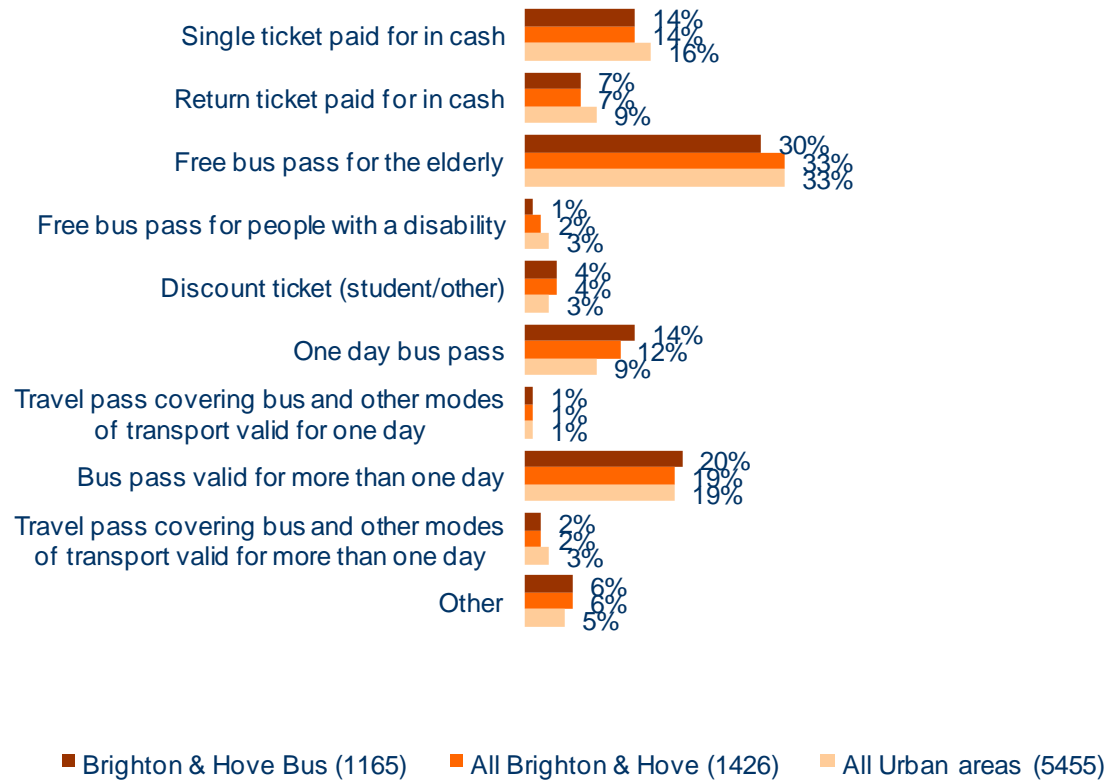 Single ticket paid for in cash
14%
14%
16%
Return ticket paid for in cash
7%
7%
9%
Free bus pass for the elderly
30%
33%
33%
Free bus pass for people with a disability
1%
2%
3%
Discount ticket (student/other)
4%
4%
3%
One day bus pass
14%
12%
9%
Travel pass covering bus and other modes
of transport valid for one day
1%
1%
1%
Bus pass valid for more than one day
20%
19%
19%
Travel pass covering bus and other modes
of transport valid for more than one day
2%
2%
3%
Other
6%
6%
5%
Brighton & Hove Bus (1165) All Brighton & Hove (1426) All Urban areas (5455)